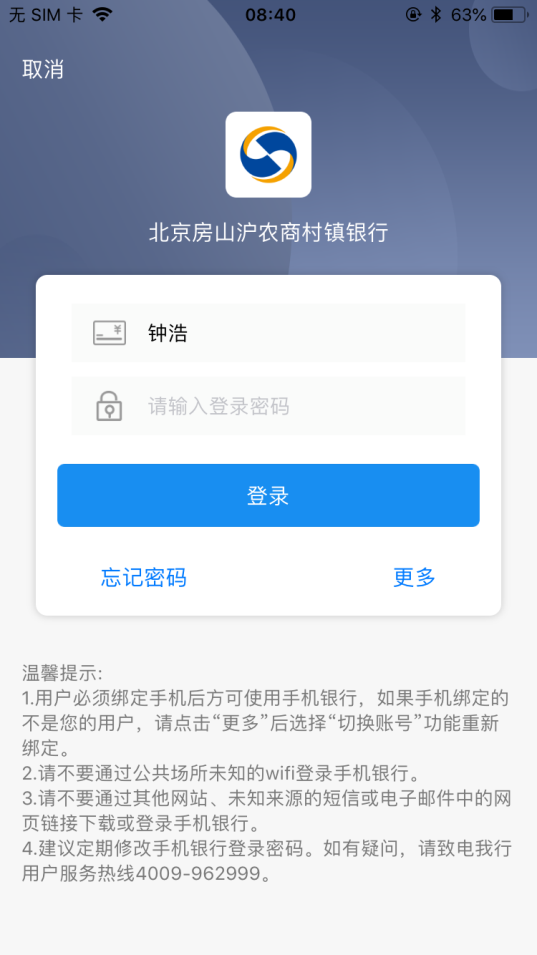 无 SIM 卡
08:40
63%
取消
北京房山沪农商村镇银行
钟浩
请输入登录密码
登录
忘记密码
更多
温馨提示:
1.用户必须绑定手机后方可使用手机银行，如果手机绑定的
不是您的用户，请点击“更多”后选择“切换账号”功能重新
绑定。
2.请不要通过公共场所未知的wifi登录手机银行。
3.请不要通过其他网站、未知来源的短信或电子邮件中的网
页链接下载或登录手机银行。
4.建议定期修改手机银行登录密码。如有疑问，请致电我行
用户服务热线4009-962999。